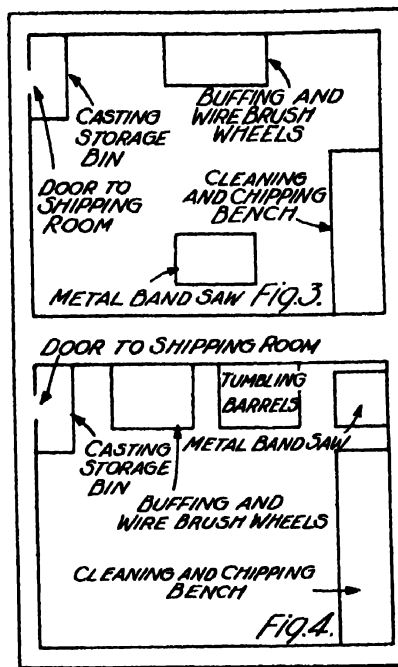 CASTING
STORAGE
BIN
BUFFING AND
WIRE BRUSH
WHEELS
DOOR TO
SHIPPING
ROOM
CLEANING
AND CHIPPING
BENCH
METAL BAND SAW
Fig.3.
DOOR TO SHIPPING ROOM
TUMBLING
BARRELS
METAL BAND SAW
CASTING
STORAGE
BIN
BUFFING AND
WIRE BRUSH WHEELS
CLEANING AND CHIPPING
BENCH
Fig.4.